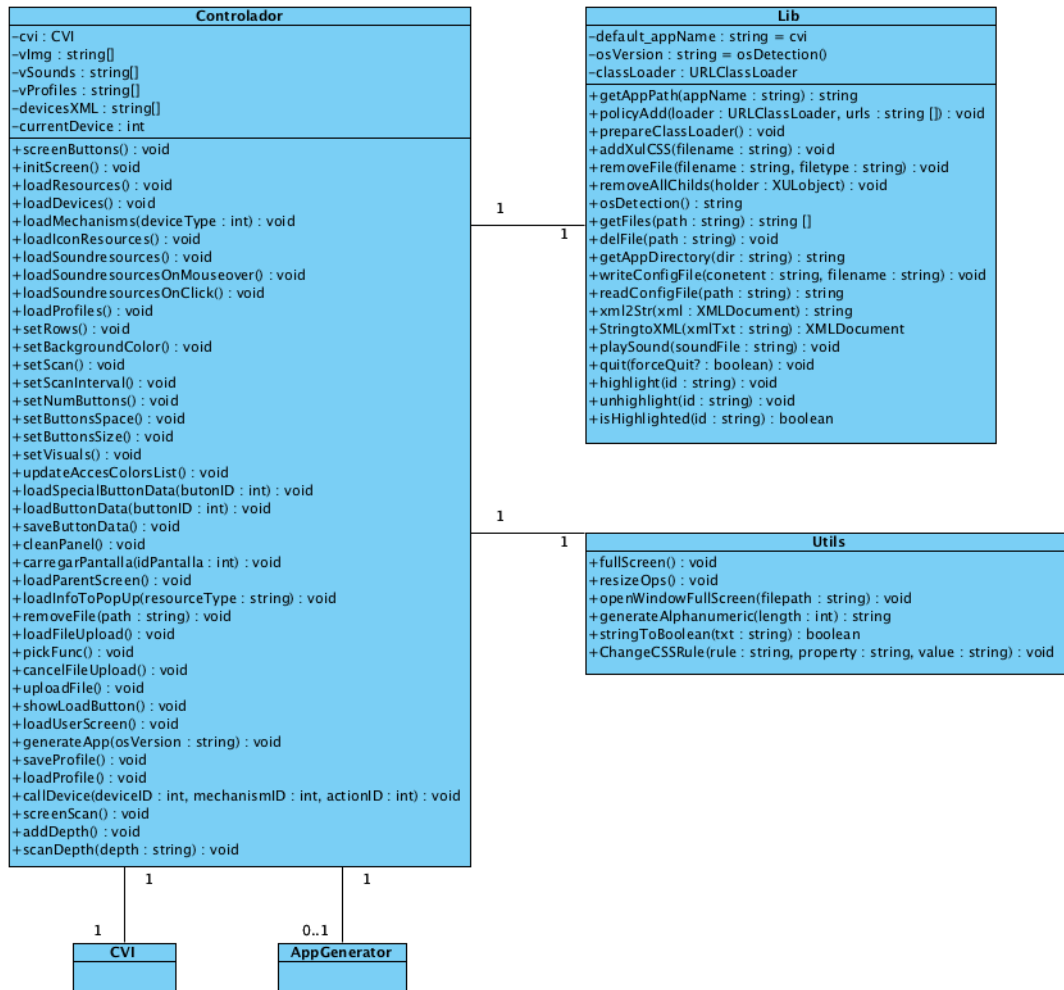 Controlador
-cvi : CVI
-vImg : string[]
-vSounds : string[]
-vProfiles : string[]
-devicesXML : string[]
-currentDevice : int
+screenButtons() : void
+initScreen() : void
+loadResources() : void
+loadDevices() : void
+loadMechanisms(deviceType : int) : void
+loadIconResources() : void
+loadSoundresources() : void
+loadSoundresourcesOnMouseover() : void
+loadSoundresourcesOnClick() : void
+loadProfiles() : void
+setRows() : void
+setBackgroundColor() : void
+setScan() : void
+setScanInterval() : void
+setNumButtons() : void
+setButtonsSpace() : void
+setButtonsSize() : void
+setVisuals() : void
+updateAccesColorsList() : void
+loadSpecialButtonData(butonID : int) : void
+loadButtonData(buttonID : int) : void
+saveButtonData() : void
+cleanPanel() : void
+carregarPantalla(idPantalla : int) : void
+loadParentScreen() : void
+loadInfoToPopUp(resourceType : string) : void
+removeFile(path : string) : void
+loadFileUpload() : void
+pickFunc() : void
+cancelFileUpload() : void
+uploadFile() : void
+showLoadButton() : void
+loadUserScreen() : void
+generateApp(osVersion : string) : void
+saveProfile() : void
+loadProfile() : void
+callDevice(deviceID : int, mechanismID : int, actionID : int) : void
+screenScan() : void
+addDepth() : void
+scanDepth(depth : string) : void
Lib
-default_appName : string = cvi
-osVersion : string = osDetection()
-classLoader : URLClassLoader
+getAppPath(appName : string) : string
+policyAdd(loader : URLClassLoader, urls : string []) : void
+prepareClassLoader() : void
+addXulCSS(filename : string) : void
+removeFile(filename : string, filetype : string) : void
+removeAllChilds(holder : XULobject) : void
+osDetection() : string
+getFiles(path : string) : string []
+delFile(path : string) : void
+getAppDirectory(dir : string) : string
+writeConfigFile(conetent : string, filename : string) : void
+readConfigFile(path : string) : string
+xml2Str(xml : XMLDocument) : string
+StringtoXML(xmlTxt : string) : XMLDocument
+playSound(soundFile : string) : void
+quit(forceQuit? : boolean) : void
+highlight(id : string) : void
+unhighlight(id : string) : void
+isHighlighted(id : string) : boolean
1
1
1
1
Utils
+fullScreen() : void
+resizeOps() : void
+openWindowFullScreen(filepath : string) : void
+generateAlphanumeric(length : int) : string
+stringToBoolean(txt : string) : boolean
+ChangeCSSRule(rule : string, property : string, value : string) : void
1
1
1
0..1
CVI
AppGenerator